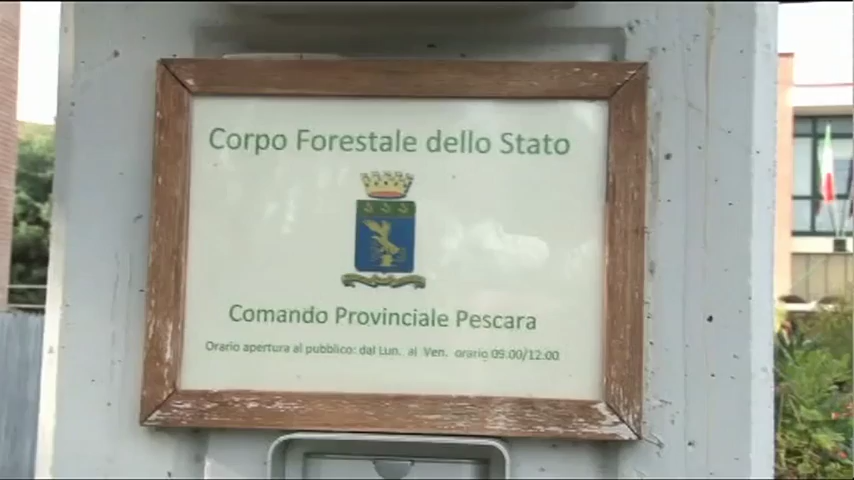 Corpo Forestale dello Stato
Comando Provinciale Pescara
Orario apertura al pubblico: dal Lun. al Ven. orario 09.00/12.00